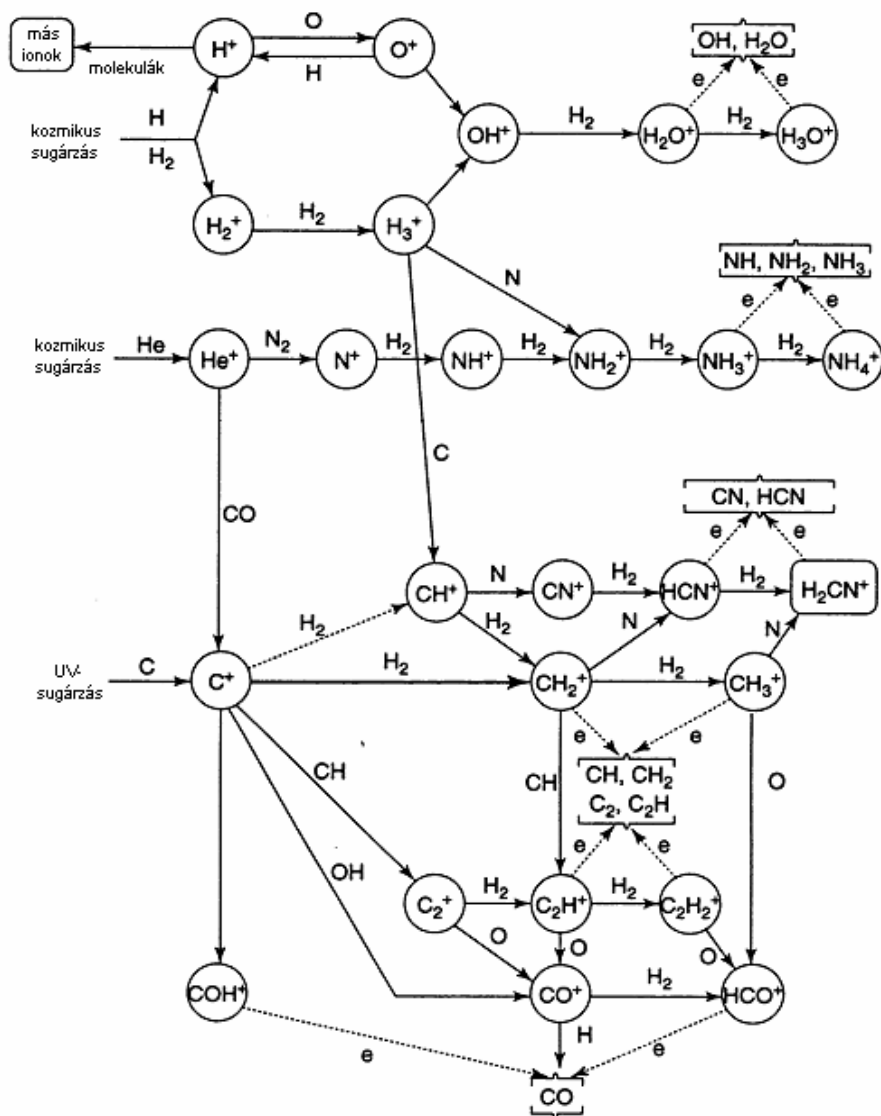 O
más
ionok
H⁺
O⁺
molekulák
H
OH, H₂O
e
e
H
kozmikus
sugárzás
H₂
OH⁺
H₂
H₂O⁺
H₂
H₃O⁺
H₂⁺
H₂
H₃⁺
N
NH, NH₂, NH₃
e
e
kozmikus
sugárzás
He
He⁺
N₂
N⁺
H₂
NH⁺
H₂
NH₂⁺
H₂
NH₃⁺
H₂
NH₄⁺
C
CO
CN, HCN
e
e
CH⁺
N
CN⁺
H₂
HCN⁺
H₂
H₂CN⁺
H₂
H₂
N
N
UV-
sugárzás
C
C⁺
H₂
CH₂⁺
H₂
CH₃⁺
e
e
CH
CH
CH, CH₂
C₂, C₂H
O
e
e
OH
C₂⁺
H₂
C₂H⁺
H₂
C₂H₂⁺
O
O
O
COH⁺
CO⁺
H₂
HCO⁺
H
e
e
CO